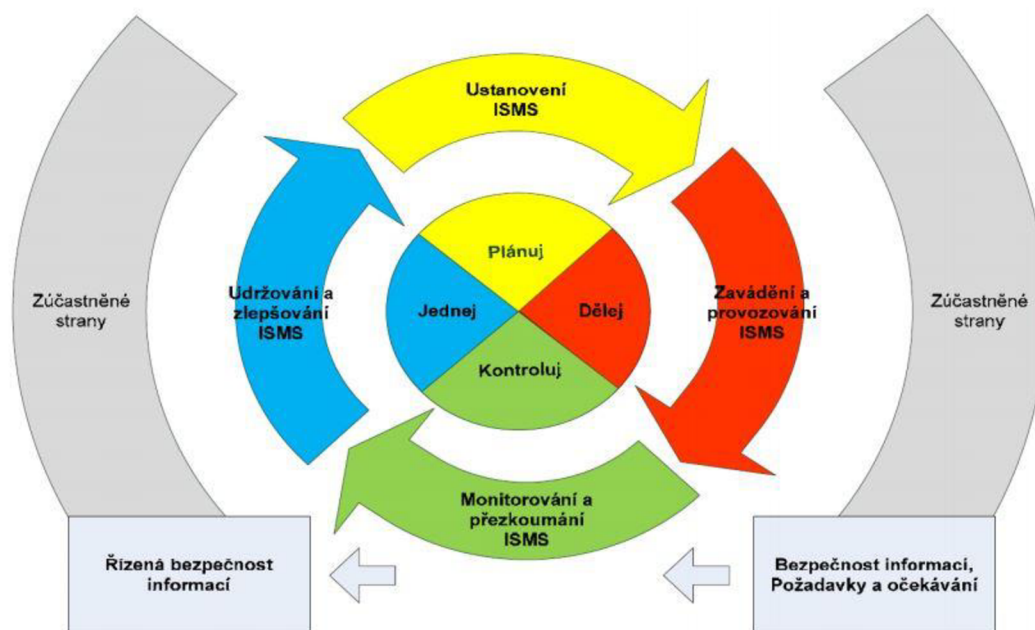 Ustanovení
ISMS
Plánuj
Zúčastněné
strany
Udržování a
zlepšování
ISMS
Jednej
Dělej
Zavádění a
provozování
ISMS
Zúčastněné
strany
Kontroluj
Monitorování a
přezkoumání
ISMS
Řízená bezpečnost
informací
Bezpečnost informací,
Požadavky a očekávání